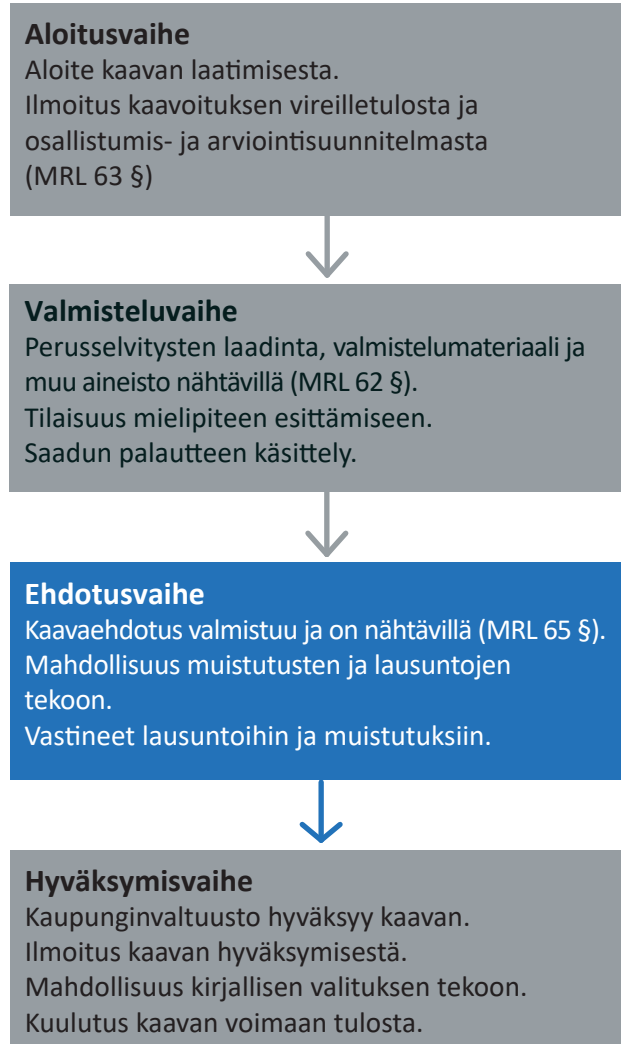 Aloitusvaihe
Aloite kaavan laatimisesta.
Ilmoitus kaavoituksen vireilletulosta ja
osallistumis- ja arviointisuunnitelmasta
(MRL 63 §)
Valmisteluvaihe
Perusselvitysten laadinta, valmistelumateriaali ja
muu aineisto nähtävillä (MRL 62 §).
Tilaisuus mielipiteen esittämiseen.
Saadun palautteen käsittely.
Ehdotusvaihe
Kaavaehdotus valmistuu ja on nähtävillä (MRL 65 §).
Mahdollisuus muistutusten ja lausuntojen
tekoon.
Vastineet lausuntoihin ja muistutuksiin.
Hyväksymisvaihe
Kaupunginvaltuusto hyväksyy kaavan.
Ilmoitus kaavan hyväksymisestä.
Mahdollisuus kirjallisen valituksen tekoon.
Kuulutus kaavan voimaan tulosta.